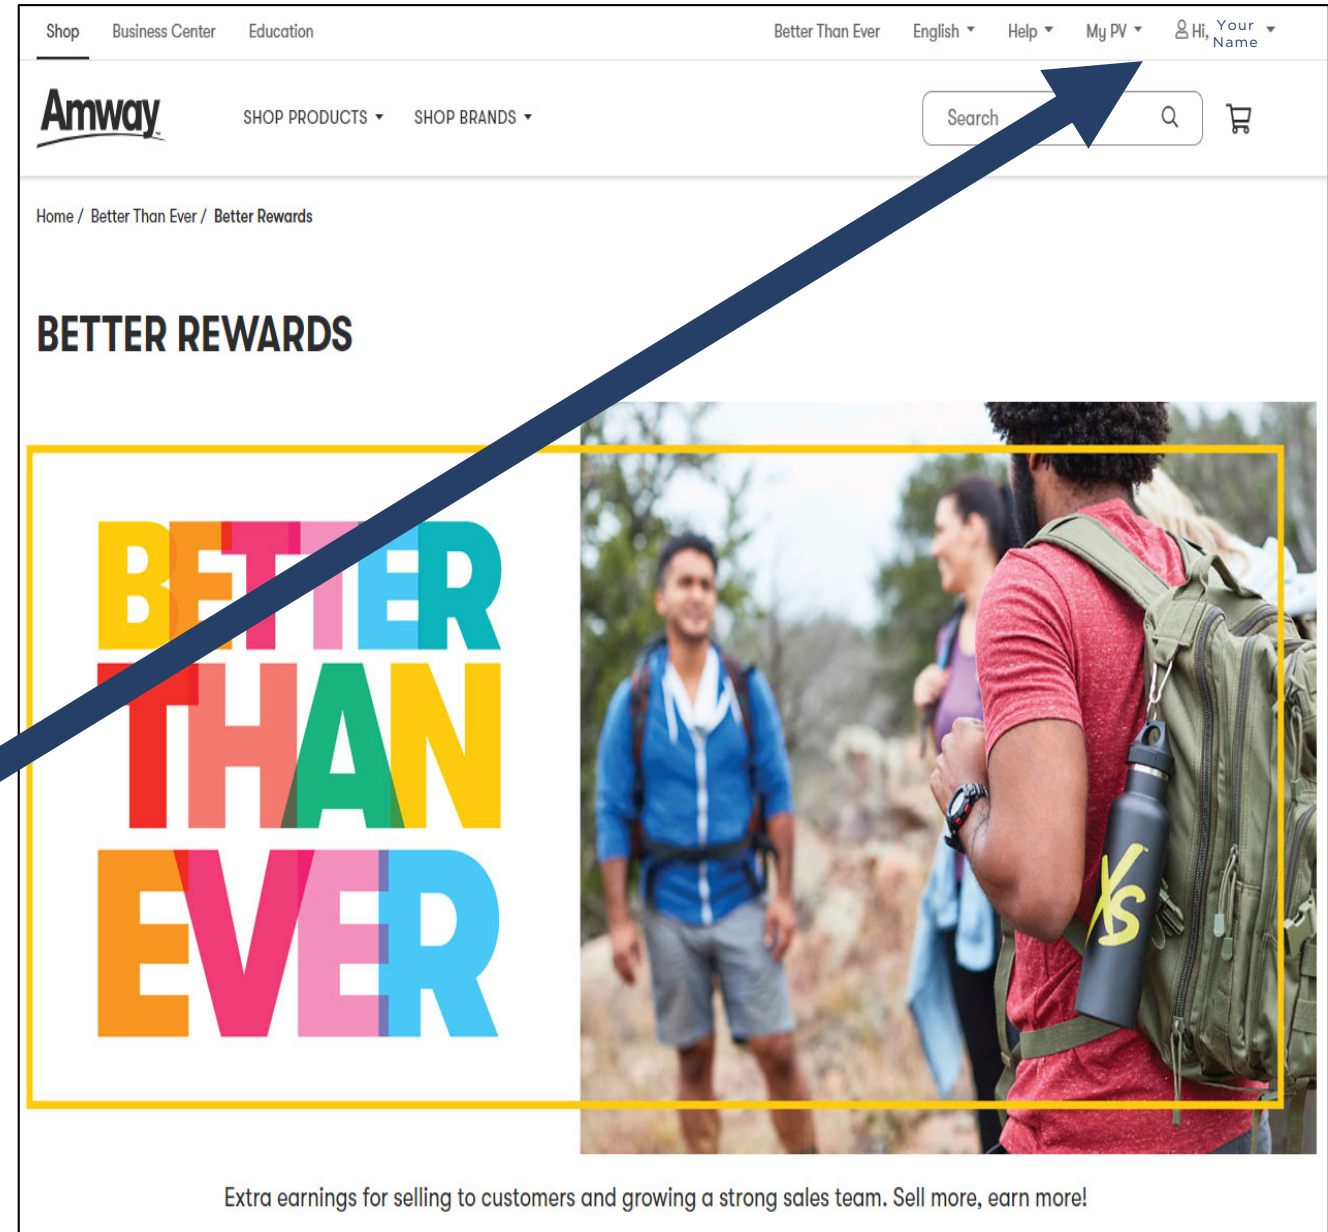 Shop Business Center Education Better Than Ever English Help My PV Hi, Your Name
Amway SHOP PRODUCTS SHOP BRANDS Search
Home / Better Than Ever / Better Rewards
BETTER REWARDS
BETTER
THAN
EVER
XS
Extra earnings for selling to customers and growing a strong sales team. Sell more, earn more!